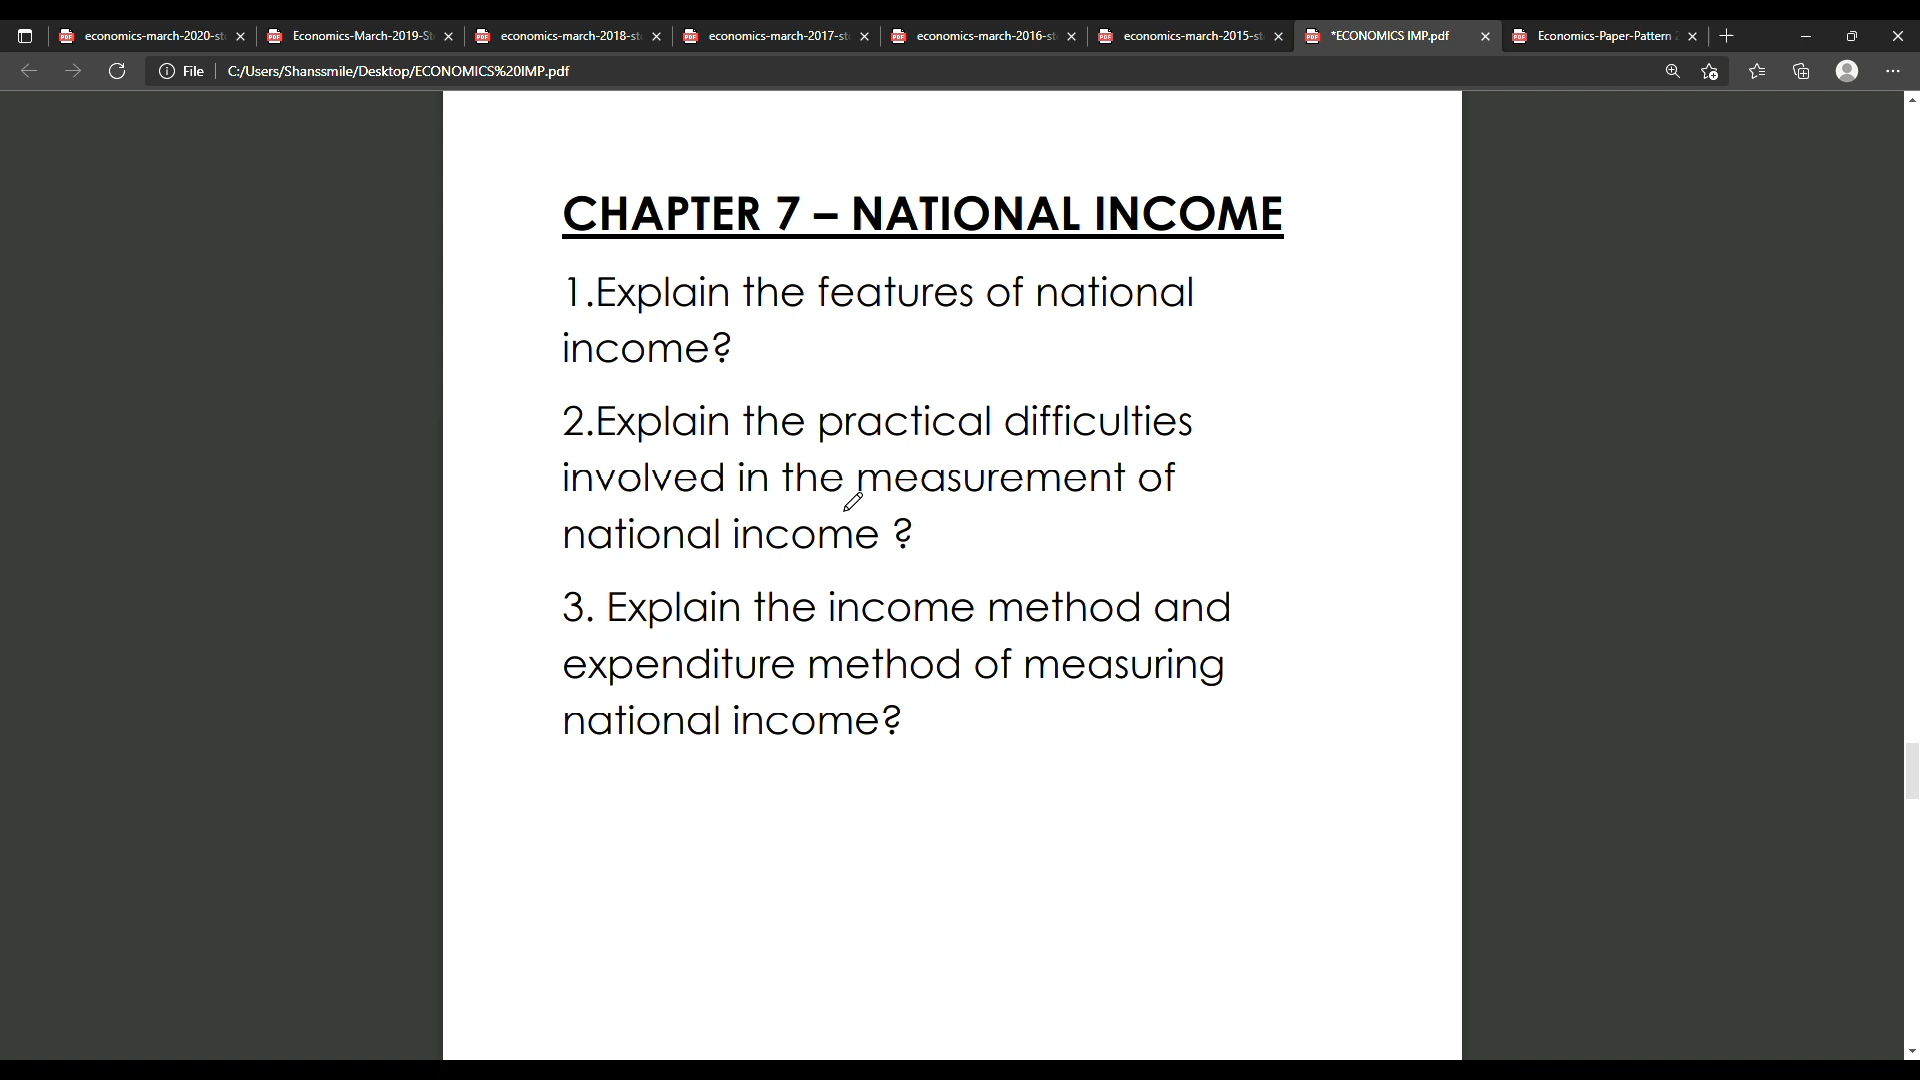 economics-march-2020-st
Economics-March-2019-S
economics-march-2018-st
economics-march-2017-st
economics-march-2016-s
economics-march-2015-st
*ECONOMICS IMP.pdf
Economics-Paper-Pattern
File
C:/Users/Shanssmile/Desktop/ECONOMICS%20IMP.pdf
CHAPTER 7 – NATIONAL INCOME
1.Explain the features of national
income?
2.Explain the practical difficulties
involved in the measurement of
national income ?
3. Explain the income method and
expenditure method of measuring
national income?